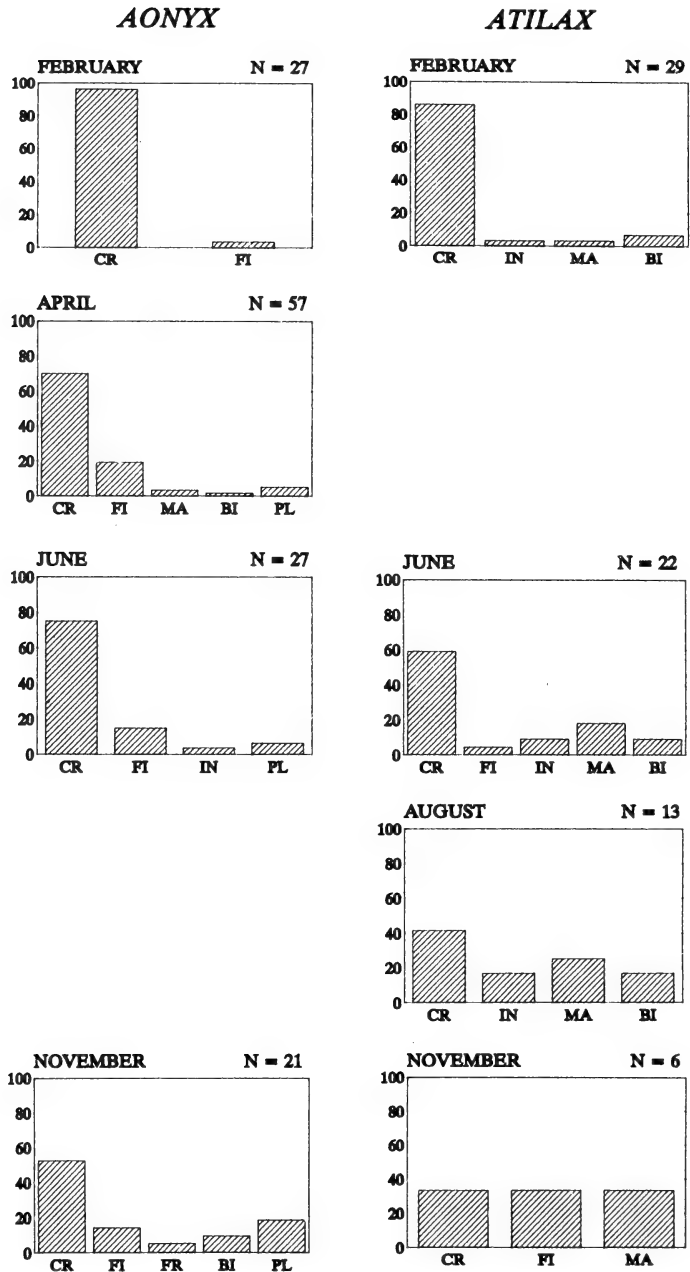 AONYX ATILAX
FEBRUARY N = 27
100
80
60
40
20
0
CR FI
FEBRUARY N = 29
100
80
60
40
20
0
CR IN MA BI
APRIL N = 57
100
80
60
40
20
0
CR FI MA BI PL
JUNE N = 27
100
80
60
40
20
0
CR FI IN PL
JUNE N = 22
100
80
60
40
20
0
CR FI IN MA BI
AUGUST N = 13
100
80
60
40
20
0
CR IN MA BI
NOVEMBER N = 21
100
80
60
40
20
0
CR FI FR BI PL
NOVEMBER N = 6
100
80
60
40
20
0
CR FI MA